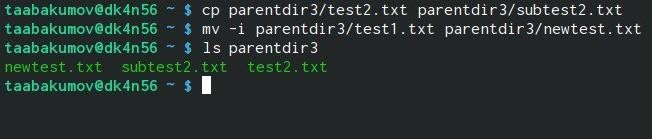 taabakumov@dk4n56 ~ $ cp parentdir3/test2.txt parentdir3/subtest2.txt
taabakumov@dk4n56 ~ $ mv -i parentdir3/test1.txt parentdir3/newtest.txt
taabakumov@dk4n56 ~ $ ls parentdir3
newtest.txt  subtest2.txt  test2.txt
taabakumov@dk4n56 ~ $